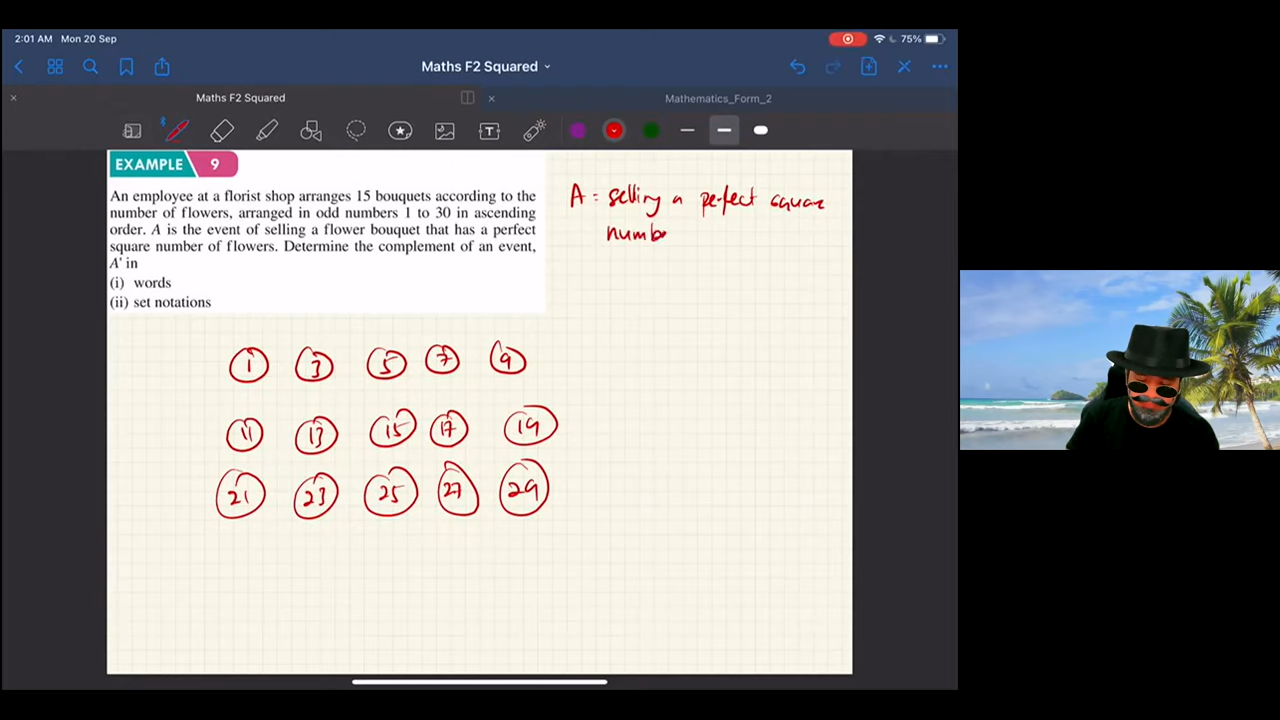 2:01 AM Mon 20 Sep
75%
Maths F2 Squared
Maths F2 Squared
Mathematics_Form_2
T
EXAMPLE 9
An employee at a florist shop arranges 15 bouquets according to the
number of flowers, arranged in odd numbers 1 to 30 in ascending
order. A is the event of selling a flower bouquet that has a perfect
square number of flowers. Determine the complement of an event,
A' in
(i) words
(ii) set notations
A = selling a perfect square
numbe
1 3 5 7 9
11 13 15 17 19
21 23 25 27 29